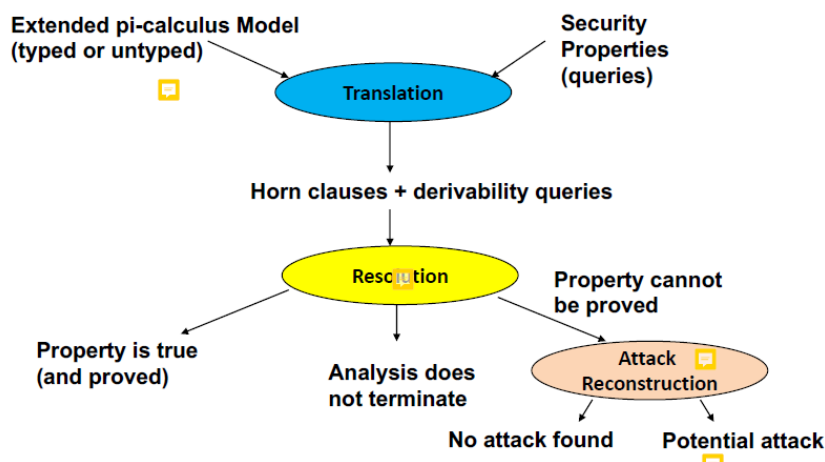 Extended pi-calculus Model
(typed or untyped)
Security
Properties
(queries)
Translation
Horn clauses + derivability queries
Resolution
Property cannot
be proved
Property is true
(and proved)
Analysis does
not terminate
Attack
Reconstruction
No attack found
Potential attack